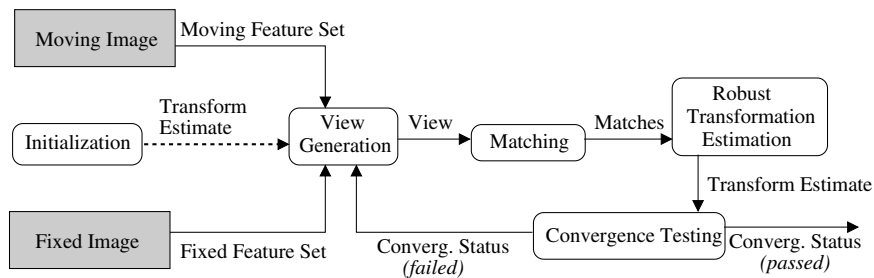 Moving Image
Moving Feature Set
Transform
Estimate
Initialization
View
Generation
View
Matching
Matches
Robust
Transformation
Estimation
Transform Estimate
Fixed Image
Fixed Feature Set
Converg. Status
(failed)
Convergence Testing
Converg. Status
(passed)